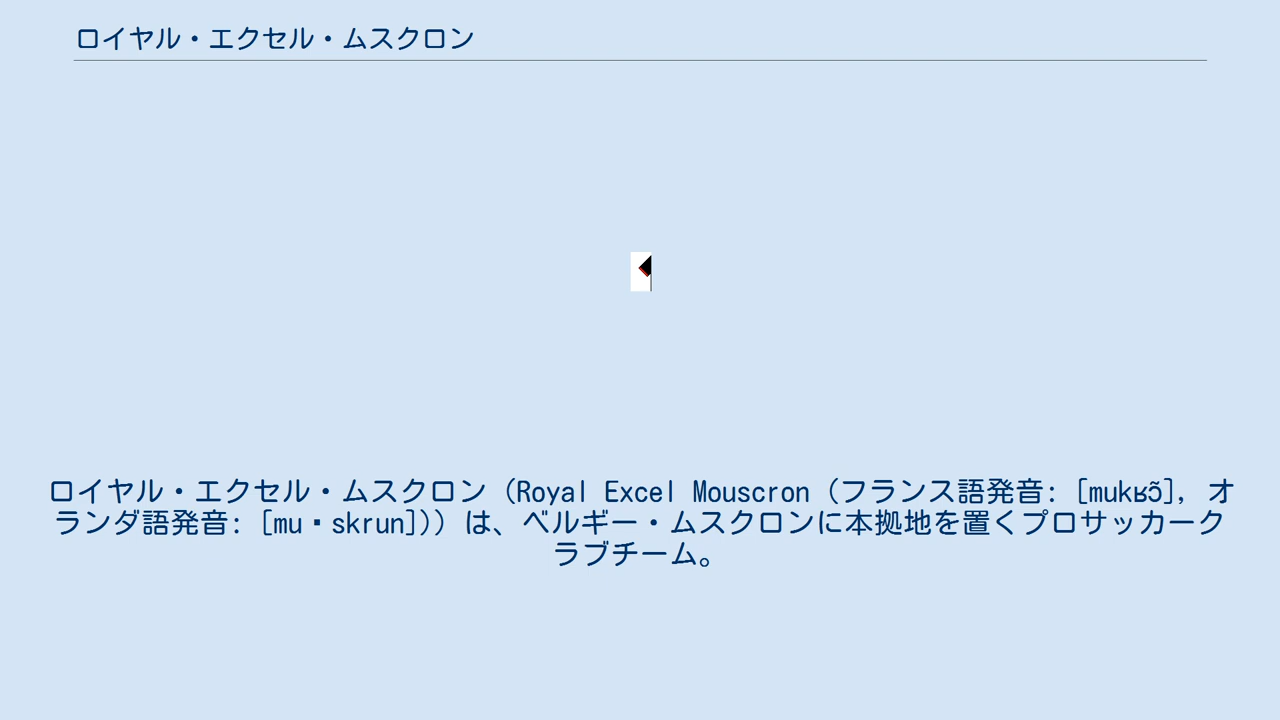 ロイヤル・エクセル・ムスクロン
ロイヤル・エクセル・ムスクロン（Royal Excel Mouscron（フランス語発音: [mukʁɔ̃], オ
ランダ語発音: [muˑskrun]））は、ベルギー・ムスクロンに本拠地を置くプロサッカーク
ラブチーム。